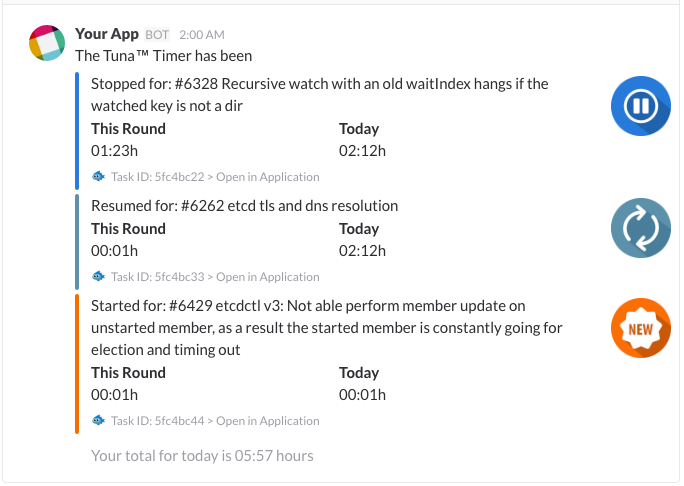 Your App BOT 2:00 AM
The Tuna™ Timer has been
Stopped for: #6328 Recursive watch with an old waitIndex hangs if the
watched key is not a dir
This Round Today
01:23h 02:12h
Task ID: 5fc4bc22 > Open in Application
Resumed for: #6262 etcd tls and dns resolution
This Round Today
00:01h 02:12h
Task ID: 5fc4bc33 > Open in Application
Started for: #6429 etcdctl v3: Not able perform member update on
unstarted member, as a result the started member is constantly going for
election and timing out
NEW
This Round Today
00:01h 00:01h
Task ID: 5fc4bc44 > Open in Application
Your total for today is 05:57 hours